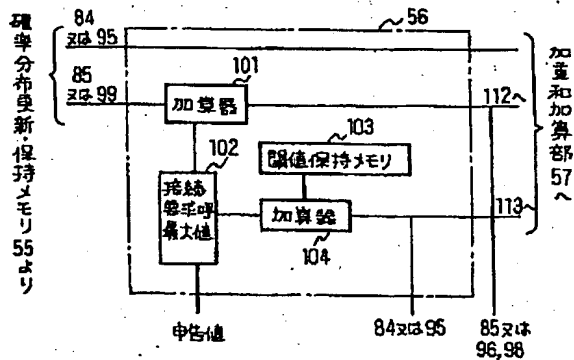 確率分布更新・保持メモリ55より
84
又は95
85
又は99
56
101
加算器
102
接続
要求呼
最大値
103
閾値保持メモリ
加算器
104
112へ
113へ
加重和加算部57へ
申告値
84又は95
85又は
96,98